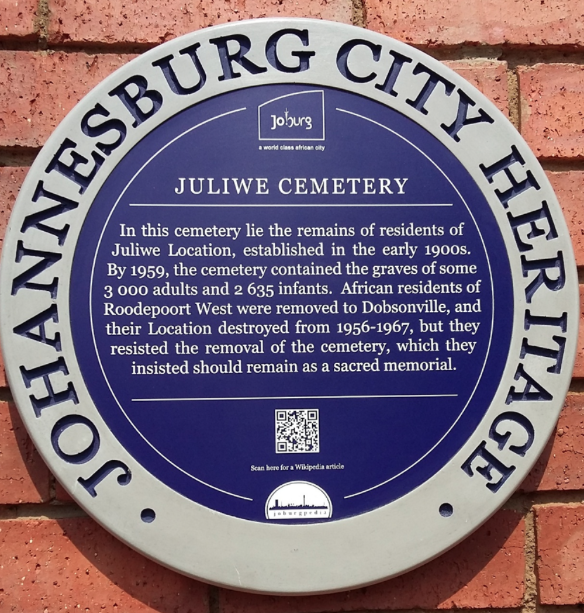 JOHANNESBURG CITY HERITAGE
Joburg
a world class african city
JULIWE CEMETERY
In this cemetery lie the remains of residents of
Juliwe Location, established in the early 1900s.
By 1959, the cemetery contained the graves of some
3 000 adults and 2 635 infants. African residents of
Roodepoort West were removed to Dobsonville, and
their Location destroyed from 1956-1967, but they
resisted the removal of the cemetery, which they
insisted should remain as a sacred memorial.
Scan here for a Wikipedia article
joburgpedia